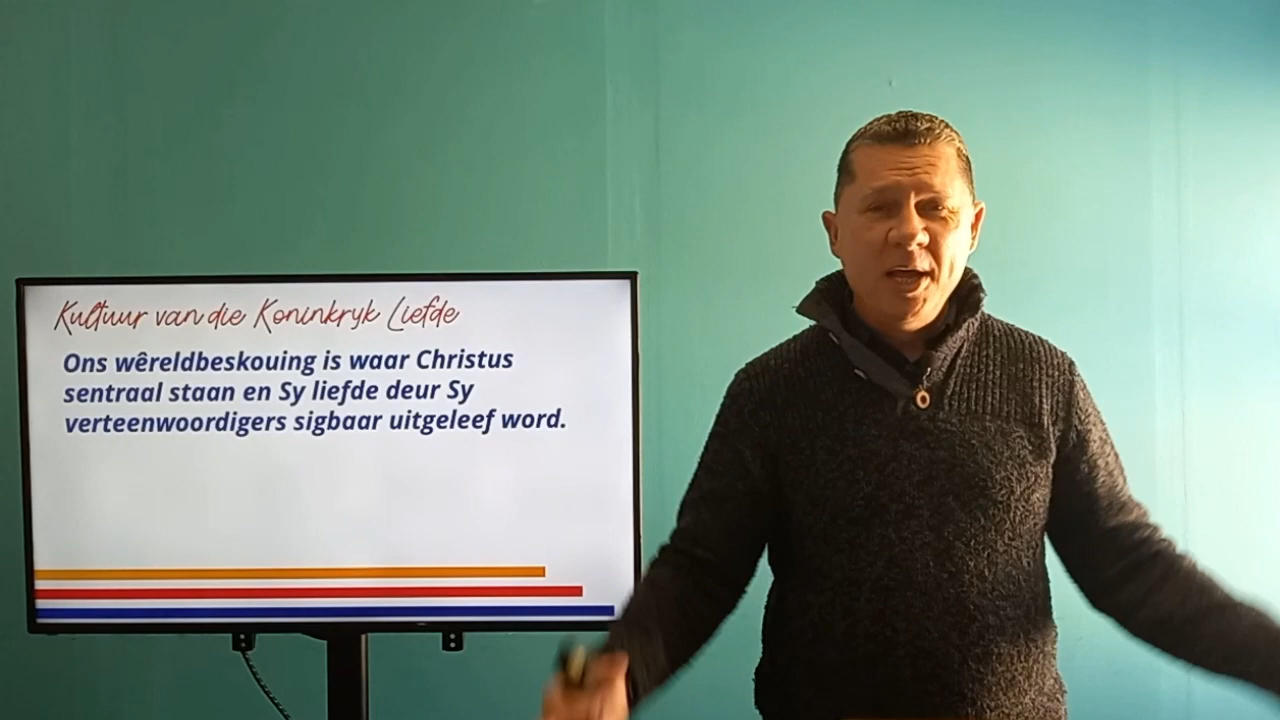 Kultuur van die Koninkryk Liefde
Ons wêreldbeskouing is waar Christus
sentraal staan en Sy liefde deur Sy
verteenwoordigers sigbaar uitgeleef word.